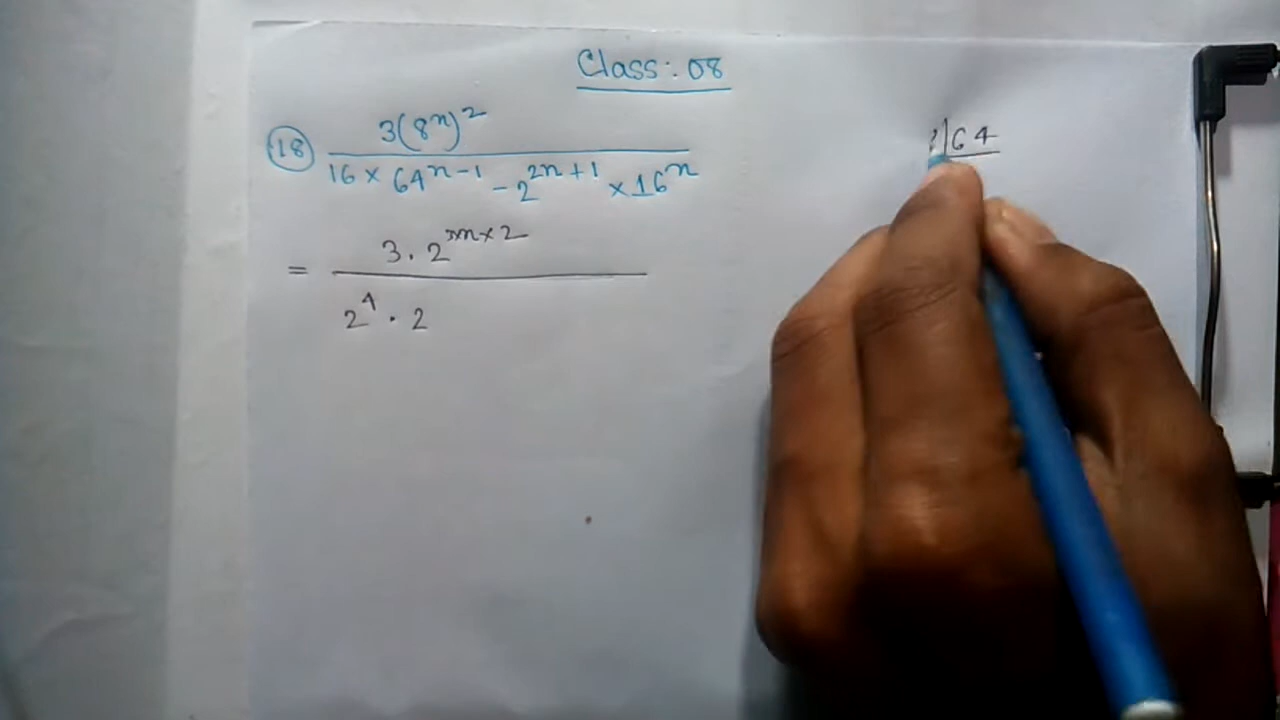 Class: 08
(18) 3(8^n)^2 / 16 × 64^{n-1} - 2^{2n+1} × 16^n
= 3 . 2^{3n×2} / 2^4 . 2
2|64